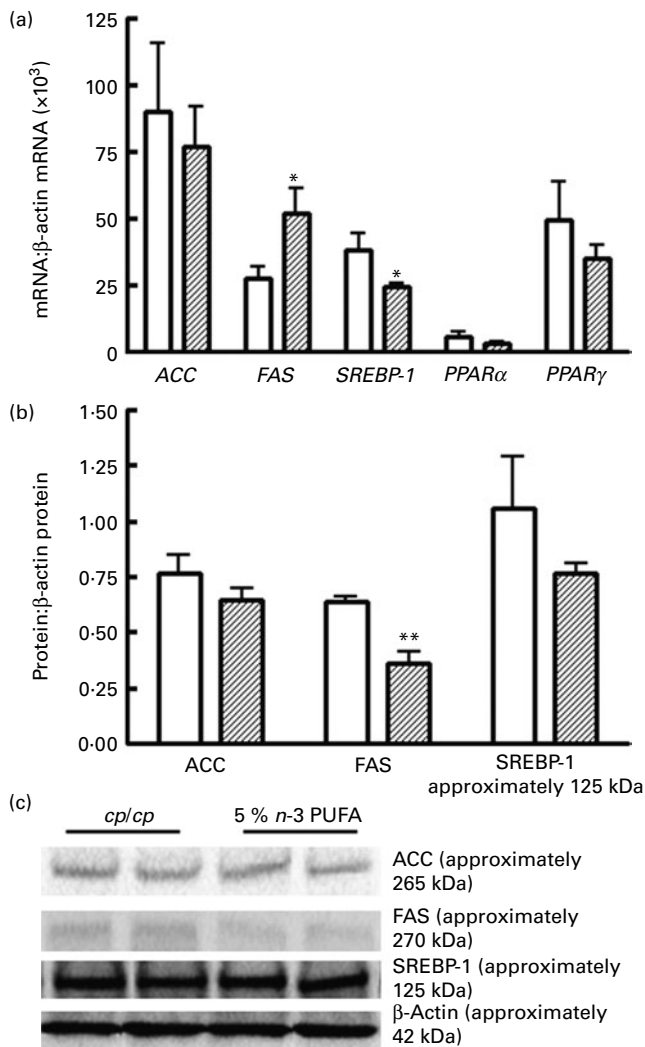 (a)
mRNA:β-actin mRNA (×10³)
125
100
75
50
25
0
*
*
ACC
FAS
SREBP-1
PPARα
PPARγ
(b)
Protein:β-actin protein
1·50
1·25
1·00
0·75
0·50
0·25
0·00
**
ACC
FAS
SREBP-1
approximately 125 kDa
(c)
cp/cp
5 % n-3 PUFA
ACC (approximately
265 kDa)
FAS (approximately
270 kDa)
SREBP-1 (approximately
125 kDa)
β-Actin (approximately
42 kDa)